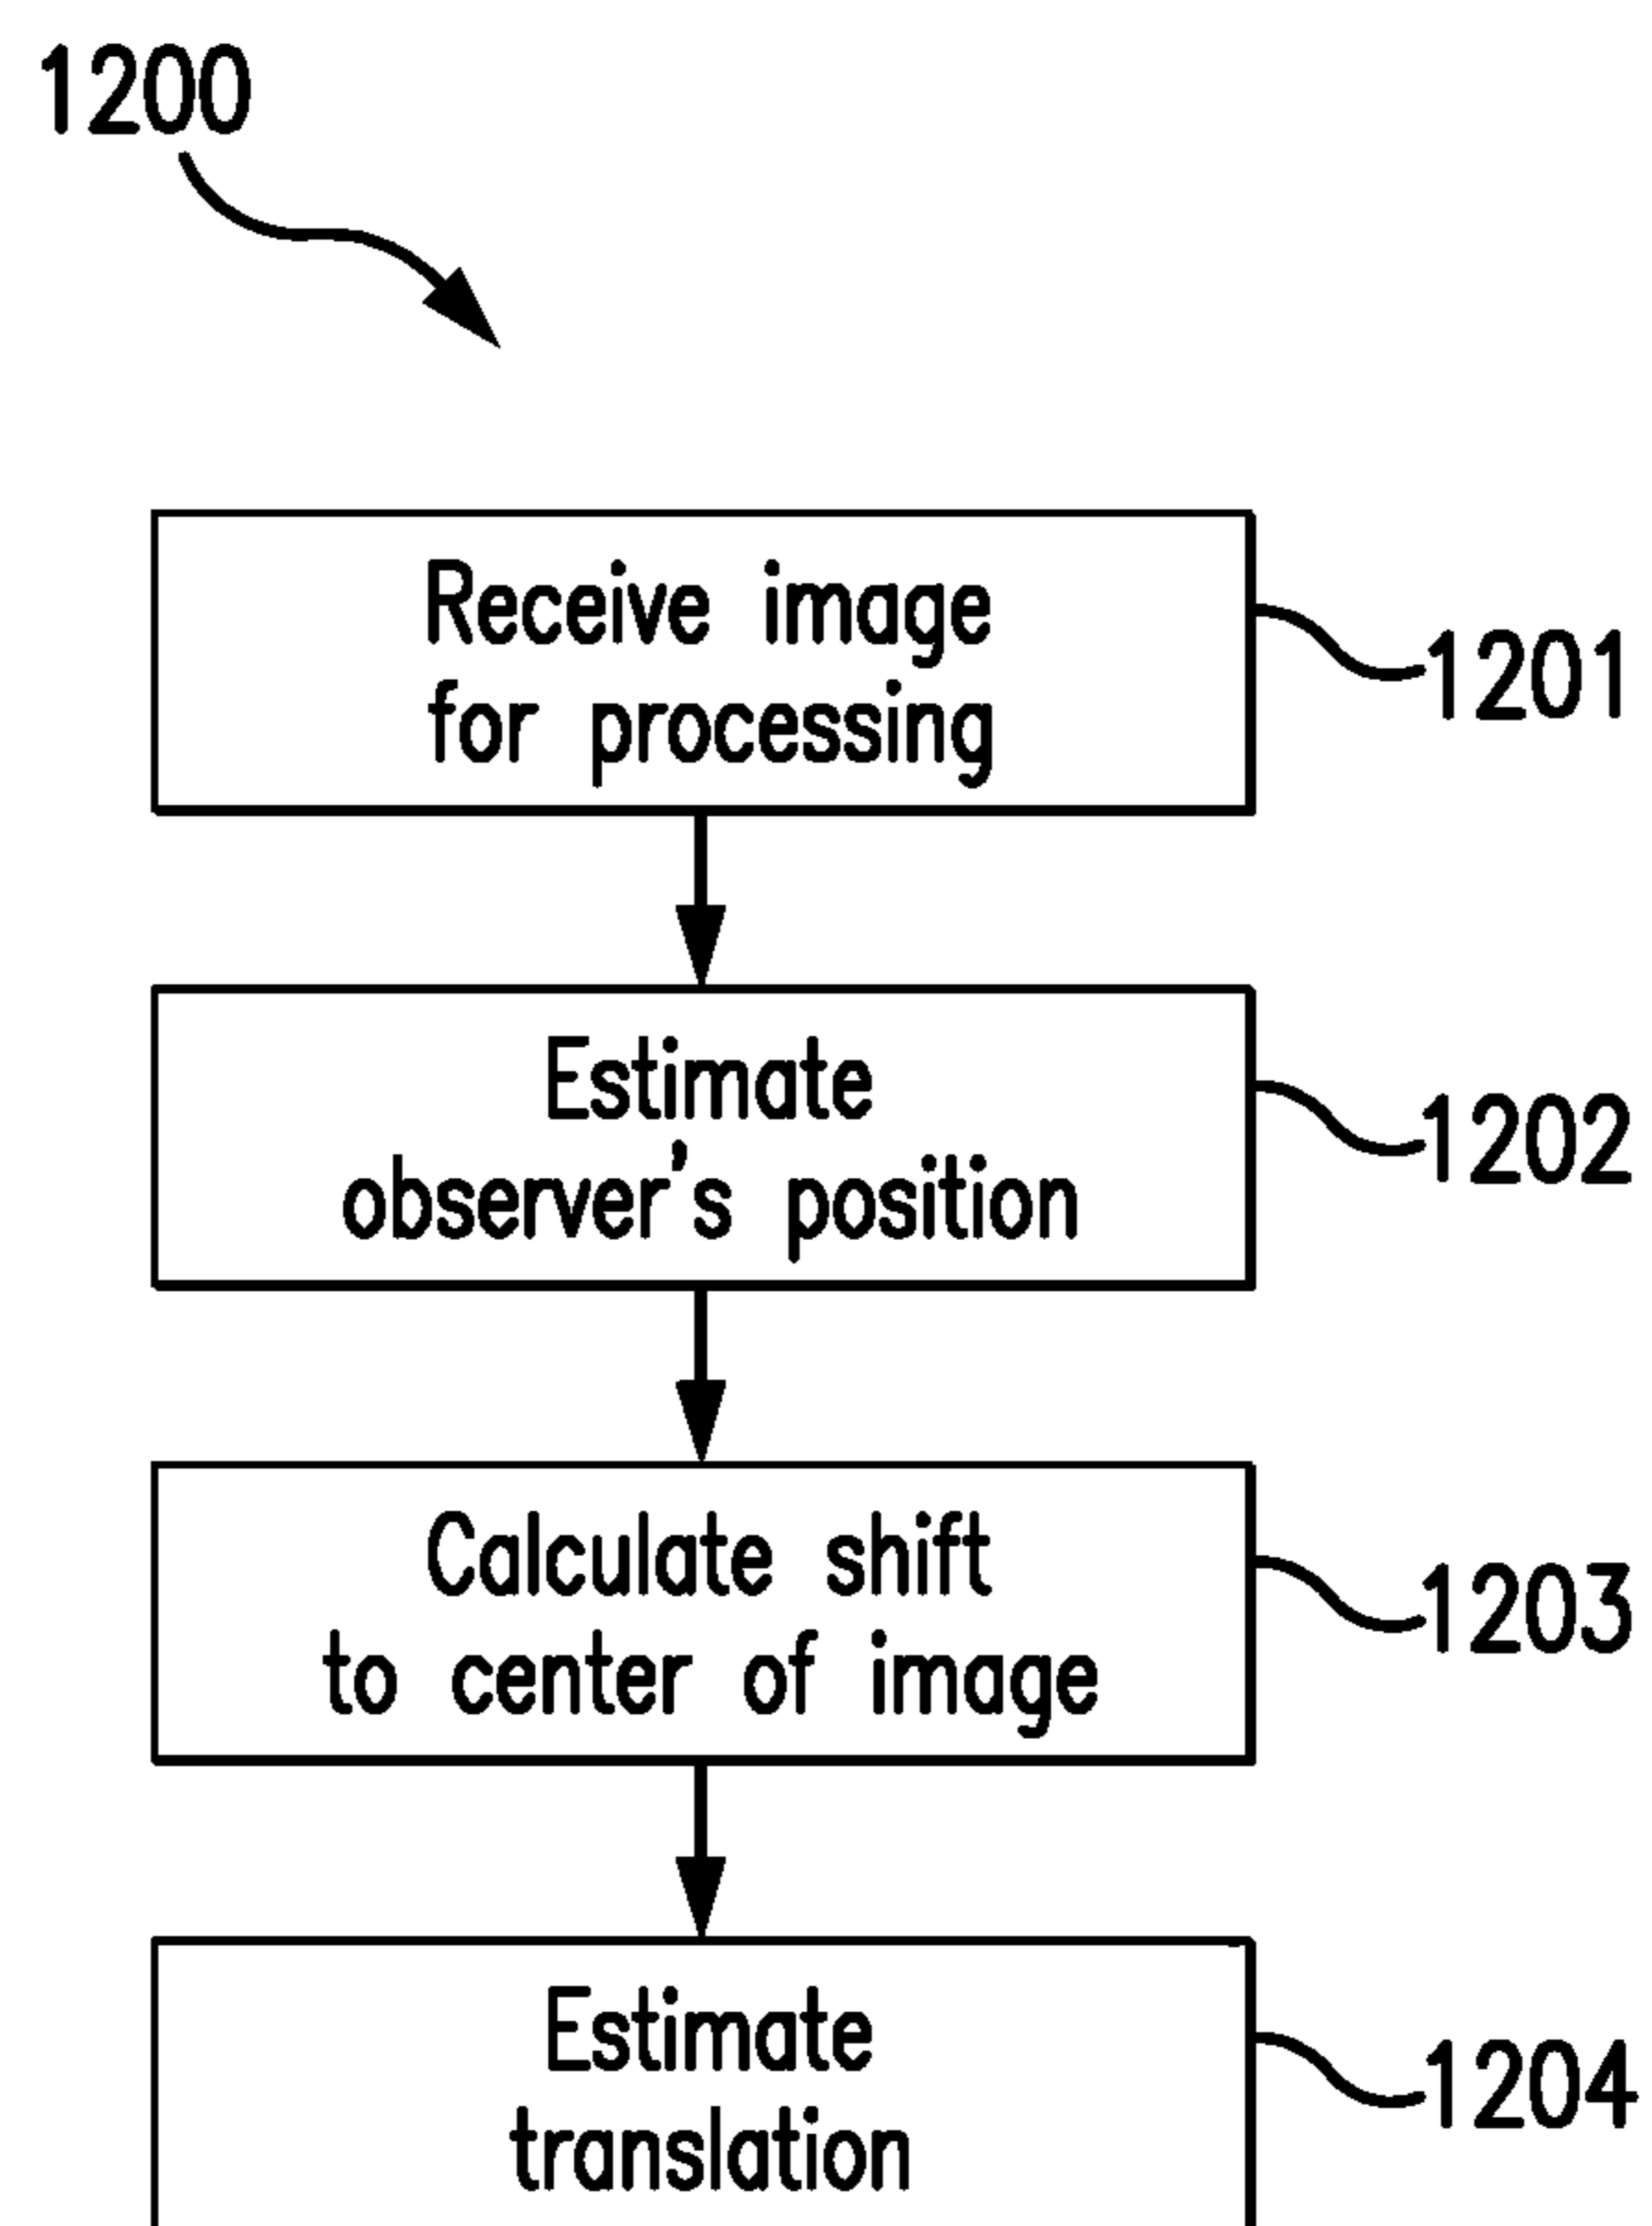 1200
Receive image
for processing
1201
Estimate
observer's position
1202
Calculate shift
to center of image
1203
Estimate
translation
1204